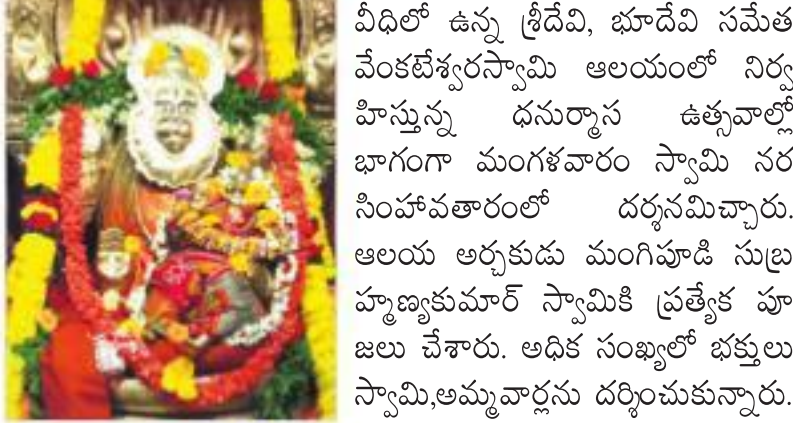 వీధిలో ఉన్న శ్రీదేవి, భూదేవి సమేత
వేంకటేశ్వరస్వామి ఆలయంలో నిర్వ
హిస్తున్న ధనుర్మాస ఉత్సవాల్లో
భాగంగా మంగళవారం స్వామి నర
సింహావతారంలో దర్శనమిచ్చారు.
ఆలయ అర్చకుడు మంగిపూడి సుబ్ర
హ్మణ్యకుమార్ స్వామికి ప్రత్యేక పూ
జలు చేశారు. అధిక సంఖ్యలో భక్తులు
స్వామి,అమ్మవార్లను దర్శించుకున్నారు.